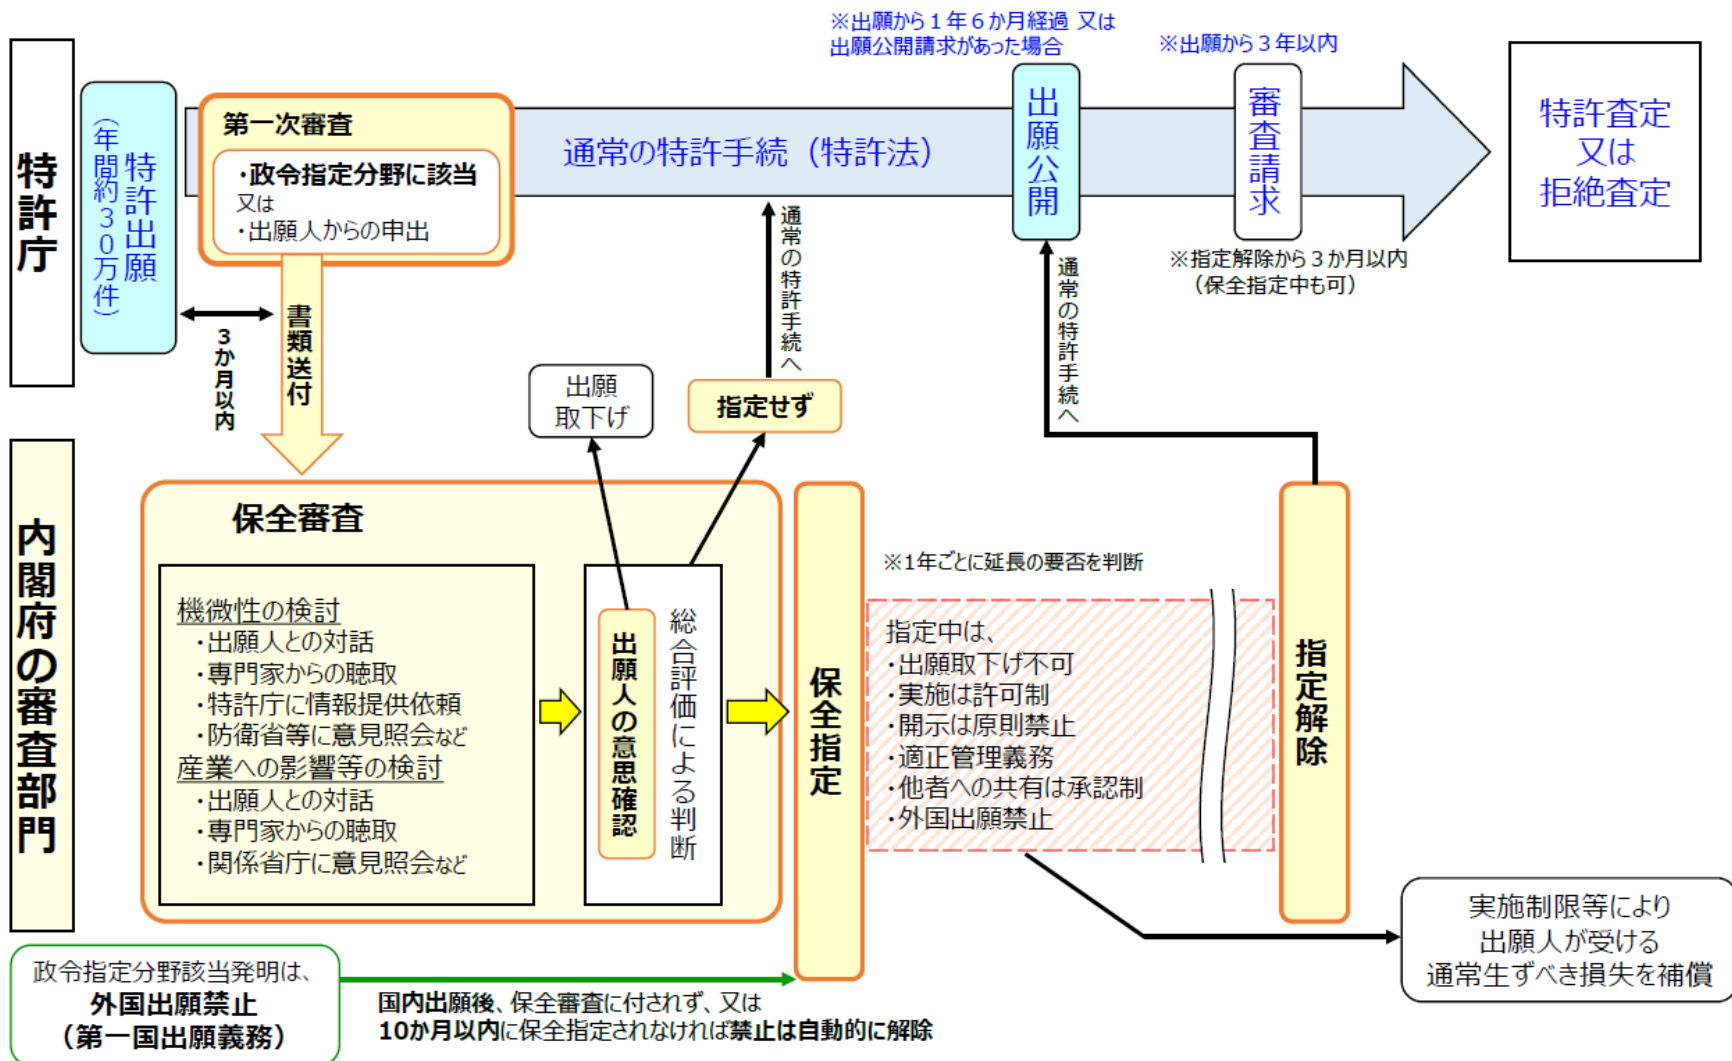 ※出願から1年6か月経過 又は
出願公開請求があった場合
※出願から3年以内
特許庁
特許出願
(年間約30万件)
第一次審査
・政令指定分野に該当
又は
・出願人からの申出
通常の特許手続(特許法)
出願公開
審査請求
特許査定
又は
拒絶査定
※指定解除から3か月以内
(保全指定中も可)
3か月以内
書類送付
通常の特許手続へ
通常の特許手続へ
出願
取下げ
指定せず
内閣府の審査部門
保全審査
機微性の検討
・出願人との対話
・専門家からの聴取
・特許庁に情報提供依頼
・防衛省等に意見照会など
産業への影響等の検討
・出願人との対話
・専門家からの聴取
・関係省庁に意見照会など
出願人の意思確認
総合評価による判断
保全指定
※1年ごとに延長の要否を判断
指定中は、
・出願取下げ不可
・実施は許可制
・開示は原則禁止
・適正管理義務
・他者への共有は承認制
・外国出願禁止
指定解除
実施制限等により
出願人が受ける
通常生ずべき損失を補償
政令指定分野該当発明は、
外国出願禁止
(第一国出願義務)
国内出願後、保全審査に付されず、又は
10か月以内に保全指定されなければ禁止は自動的に解除